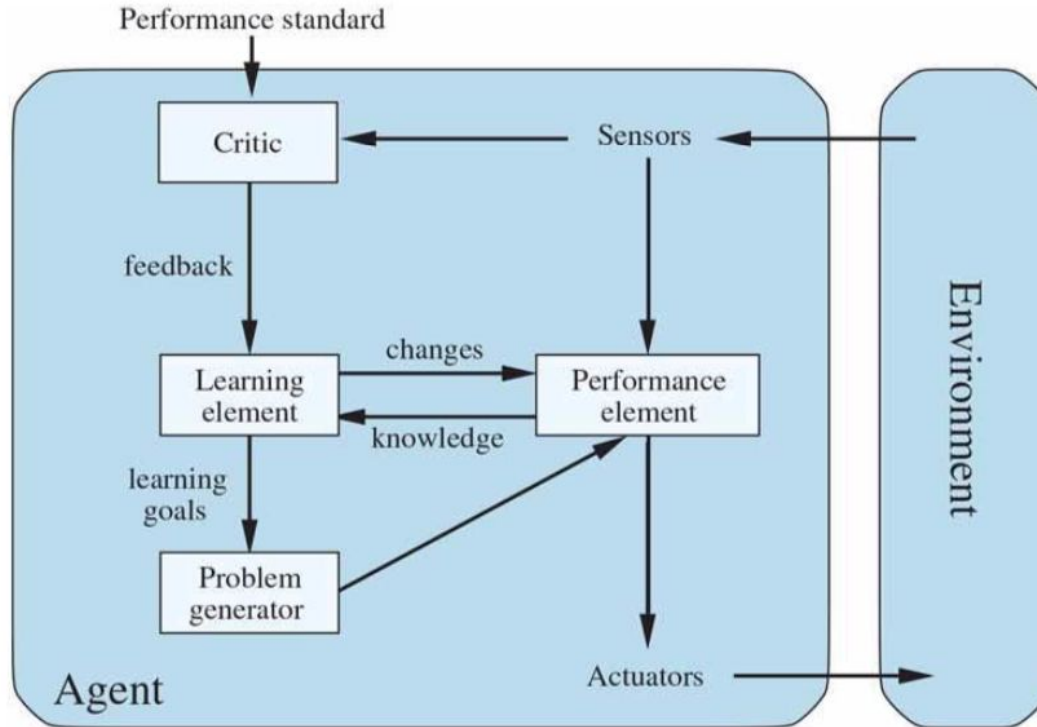 Performance standard
Critic
Sensors
feedback
changes
Learning
element
Performance
element
knowledge
learning
goals
Problem
generator
Agent
Actuators
Environment